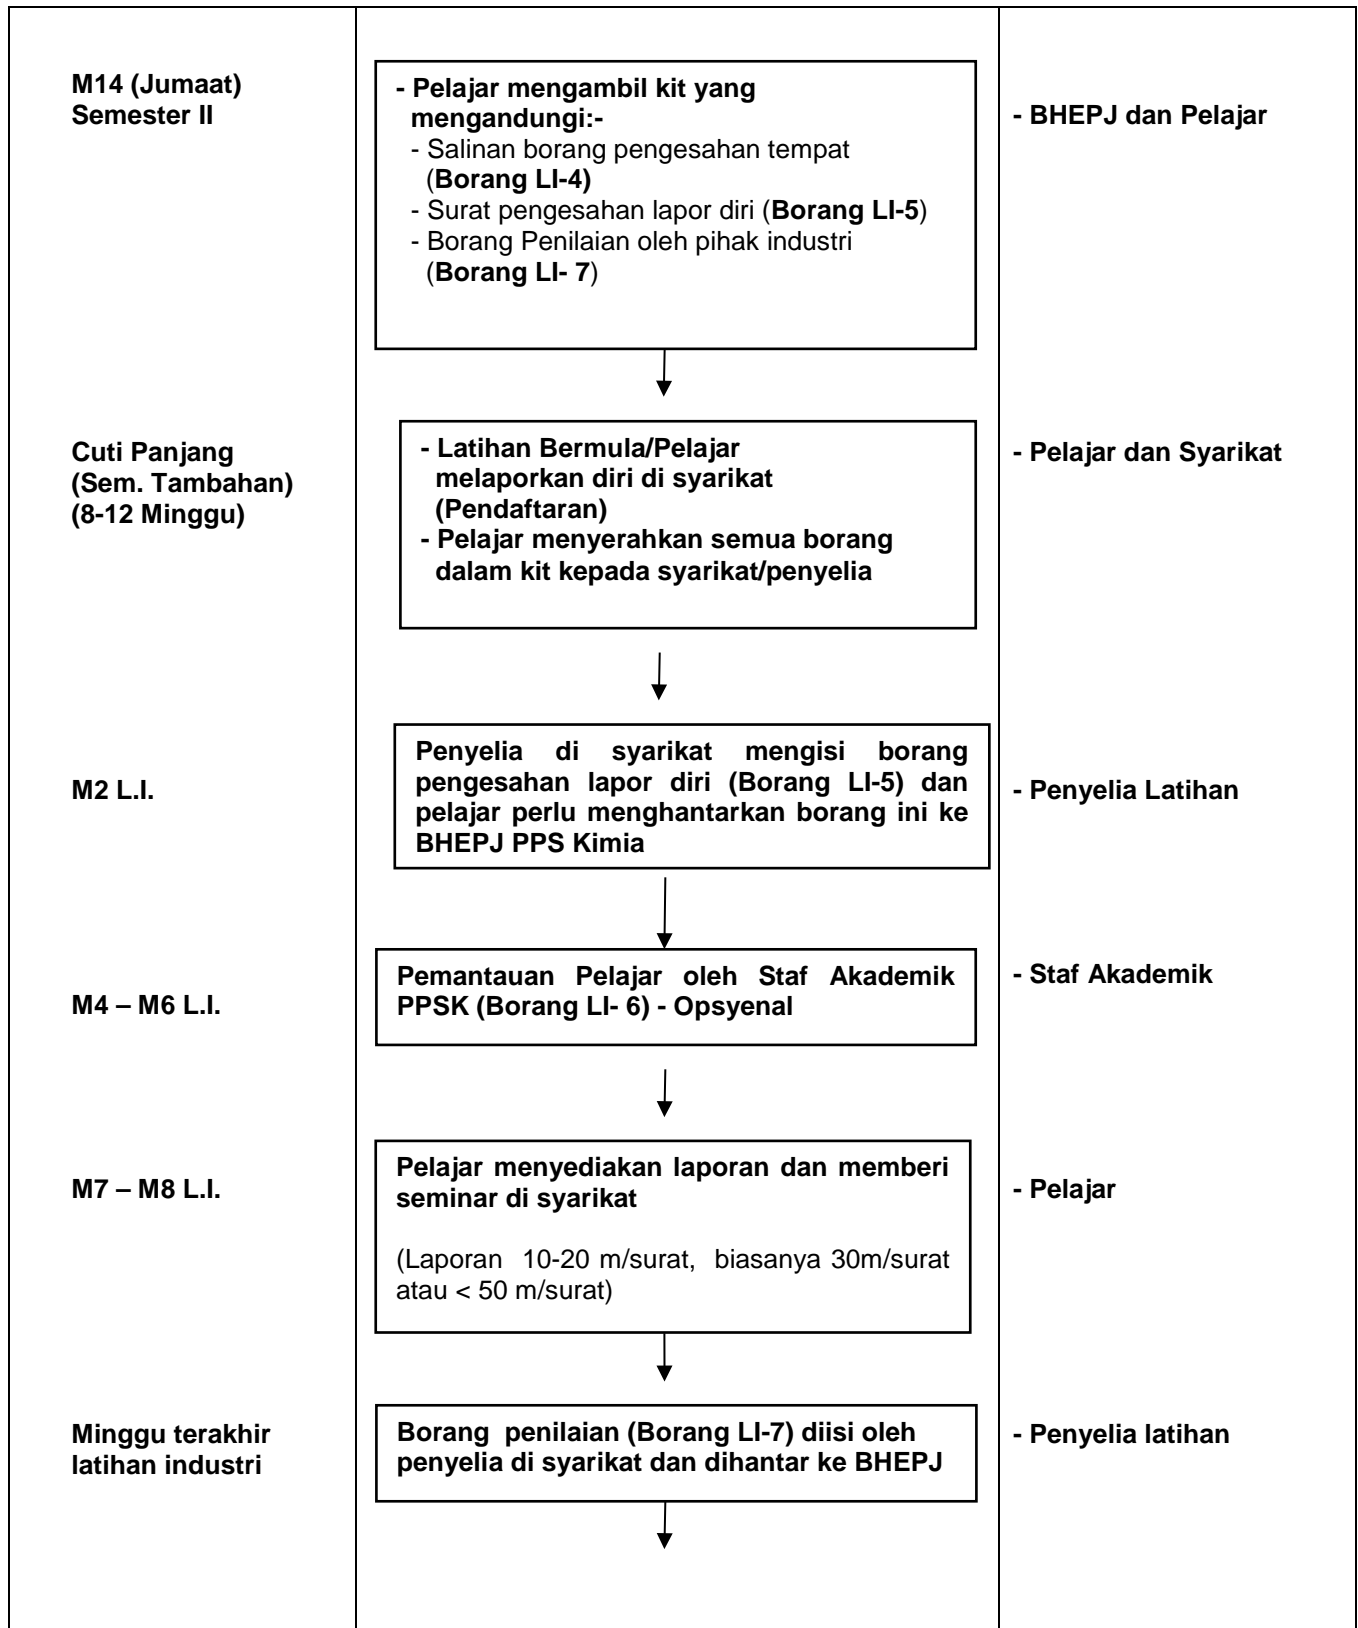 M14 (Jumaat)
Semester II
- Pelajar mengambil kit yang
mengandungi:-
- Salinan borang pengesahan tempat
(Borang LI-4)
- Surat pengesahan lapor diri (Borang LI-5)
- Borang Penilaian oleh pihak industri
(Borang LI- 7)
- BHEPJ dan Pelajar
Cuti Panjang
(Sem. Tambahan)
(8-12 Minggu)
- Latihan Bermula/Pelajar
melaporkan diri di syarikat
(Pendaftaran)
- Pelajar menyerahkan semua borang
dalam kit kepada syarikat/penyelia
- Pelajar dan Syarikat
M2 L.I.
Penyelia di syarikat mengisi borang
pengesahan lapor diri (Borang LI-5) dan
pelajar perlu menghantarkan borang ini ke
BHEPJ PPS Kimia
- Penyelia Latihan
M4 – M6 L.I.
Pemantauan Pelajar oleh Staf Akademik
PPSK (Borang LI- 6) - Opsyenal
- Staf Akademik
M7 – M8 L.I.
Pelajar menyediakan laporan dan memberi
seminar di syarikat
(Laporan 10-20 m/surat, biasanya 30m/surat
atau < 50 m/surat)
- Pelajar
Minggu terakhir
latihan industri
Borang penilaian (Borang LI-7) diisi oleh
penyelia di syarikat dan dihantar ke BHEPJ
- Penyelia latihan